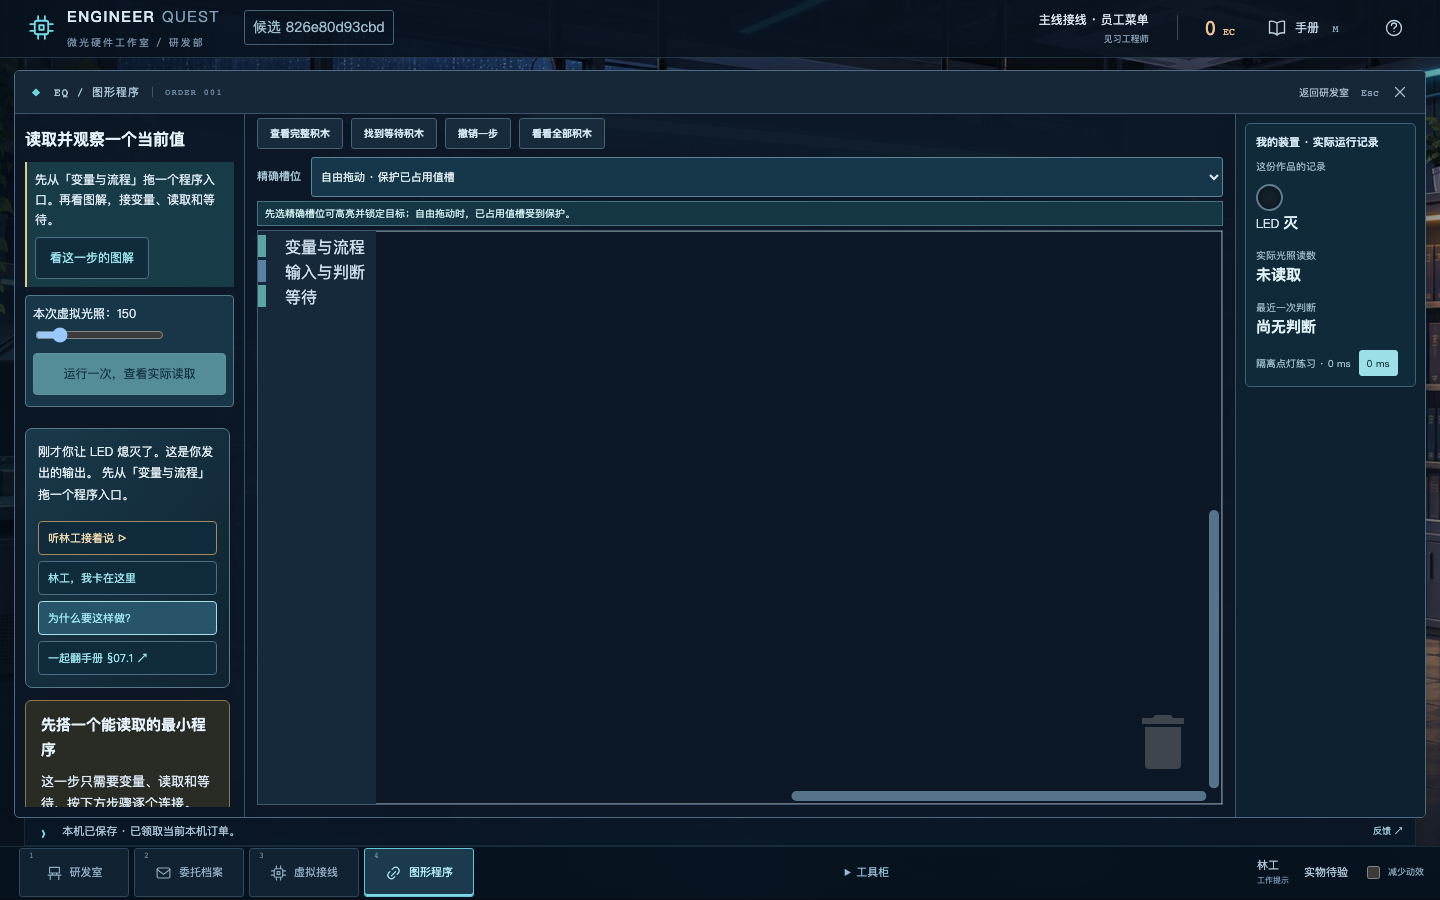 ENGINEER QUEST
微光硬件工作室 / 研发部
候选 826e80d93cbd
主线接线 · 员工菜单
见习工程师
0 EC
手册 M
EQ / 图形程序
ORDER 001
返回研发室 Esc
读取并观察一个当前值
先从「变量与流程」拖一个程序入
口。再看图解，接变量、读取和等
待。
看这一步的图解
本次虚拟光照：150
运行一次，查看实际读取
刚才你让 LED 熄灭了。这是你发
出的输出。 先从「变量与流程」
拖一个程序入口。
听林工接着说
林工，我卡在这里
为什么要这样做？
一起翻手册 §07.1 ↗
先搭一个能读取的最小程
序
这一步只需要变量、读取和等
待，按下方步骤逐个连接。
查看完整积木
找到等待积木
撤销一步
看看全部积木
精确槽位
自由拖动 · 保护已占用值槽
先选精确槽位可高亮并锁定目标；自由拖动时，已占用值槽受到保护。
变量与流程
输入与判断
等待
我的装置 · 实际运行记录
这份作品的记录
LED 灭
实际光照读数
未读取
最近一次判断
尚无判断
隔离点灯练习 · 0 ms
0 ms
本机已保存 · 已领取当前本机订单。
反馈 ↗
1 研发室
2 委托档案
3 虚拟接线
4 图形程序
工具柜
林工
工作提示
实物待验
减少动效